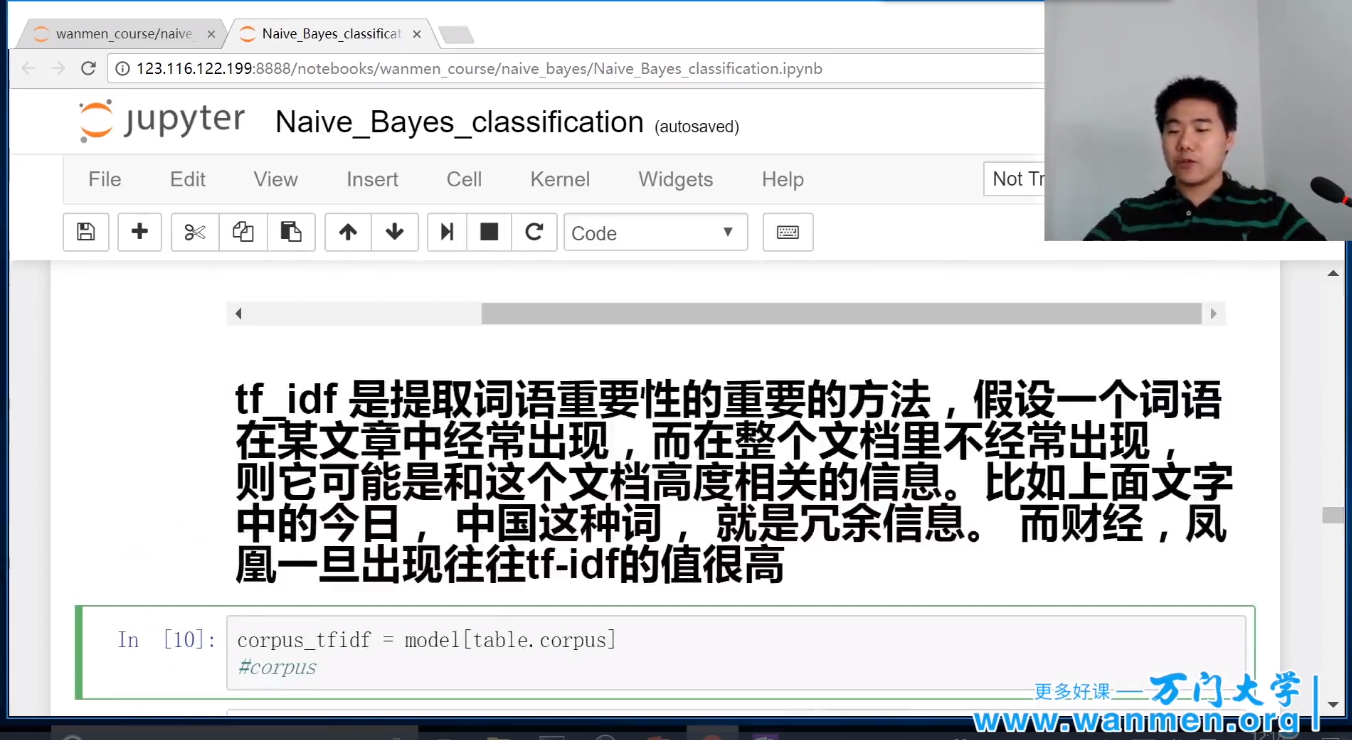 wanmen_course/naive_
Naive_Bayes_classificat
123.116.122.199:8888/notebooks/wanmen_course/naive_bayes/Naive_Bayes_classification.ipynb
jupyter Naive_Bayes_classification (autosaved)
File Edit View Insert Cell Kernel Widgets Help Not Tr
Code
tf_idf 是提取词语重要性的重要的方法，假设一个词语
在某文章中经常出现，而在整个文档里不经常出现，
则它可能是和这个文档高度相关的信息。比如上面文字
中的今日， 中国这种词， 就是冗余信息。 而财经，凤
凰一旦出现往往tf-idf的值很高
In [10]: corpus_tfidf = model[table.corpus]
#corpus
更多好课 — 万门大学
www.wanmen.org